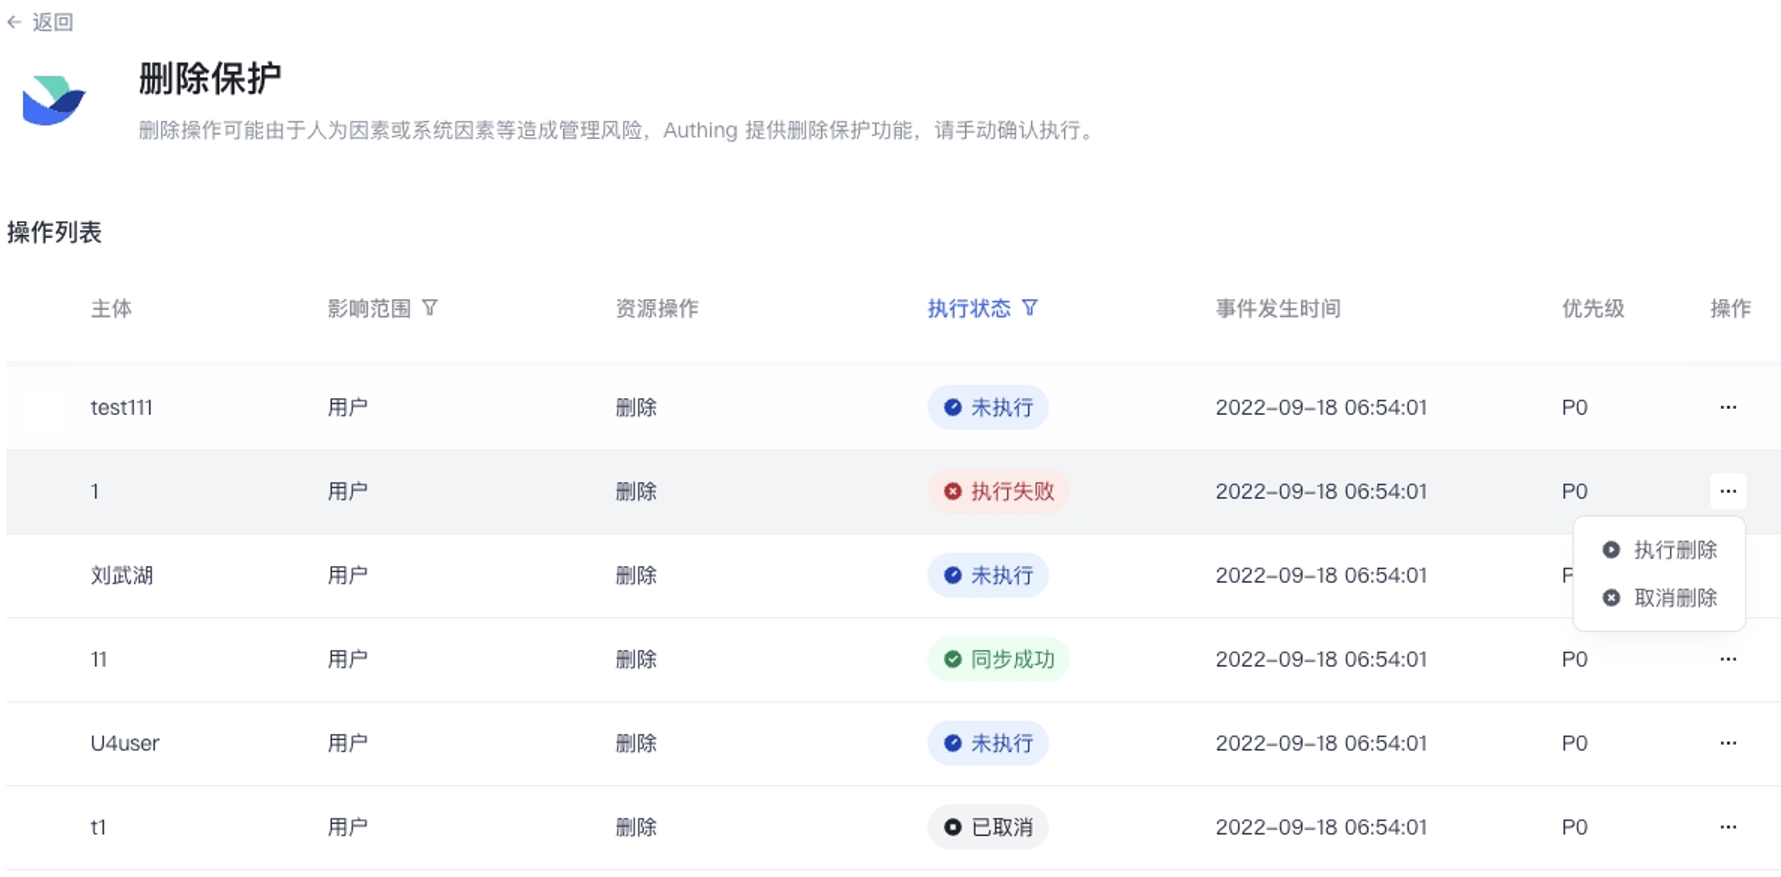 ← 返回
删除保护
删除操作可能由于人为因素或系统因素等造成管理风险，Authing 提供删除保护功能，请手动确认执行。
操作列表
主体 影响范围 资源操作 执行状态 事件发生时间 优先级 操作
test111 用户 删除 未执行 2022-09-18 06:54:01 P0 ...
1 用户 删除 执行失败 2022-09-18 06:54:01 P0 ...
执行删除
刘武湖 用户 删除 未执行 2022-09-18 06:54:01
取消删除
11 用户 删除 同步成功 2022-09-18 06:54:01 P0 ...
U4user 用户 删除 未执行 2022-09-18 06:54:01 P0 ...
t1 用户 删除 已取消 2022-09-18 06:54:01 P0 ...